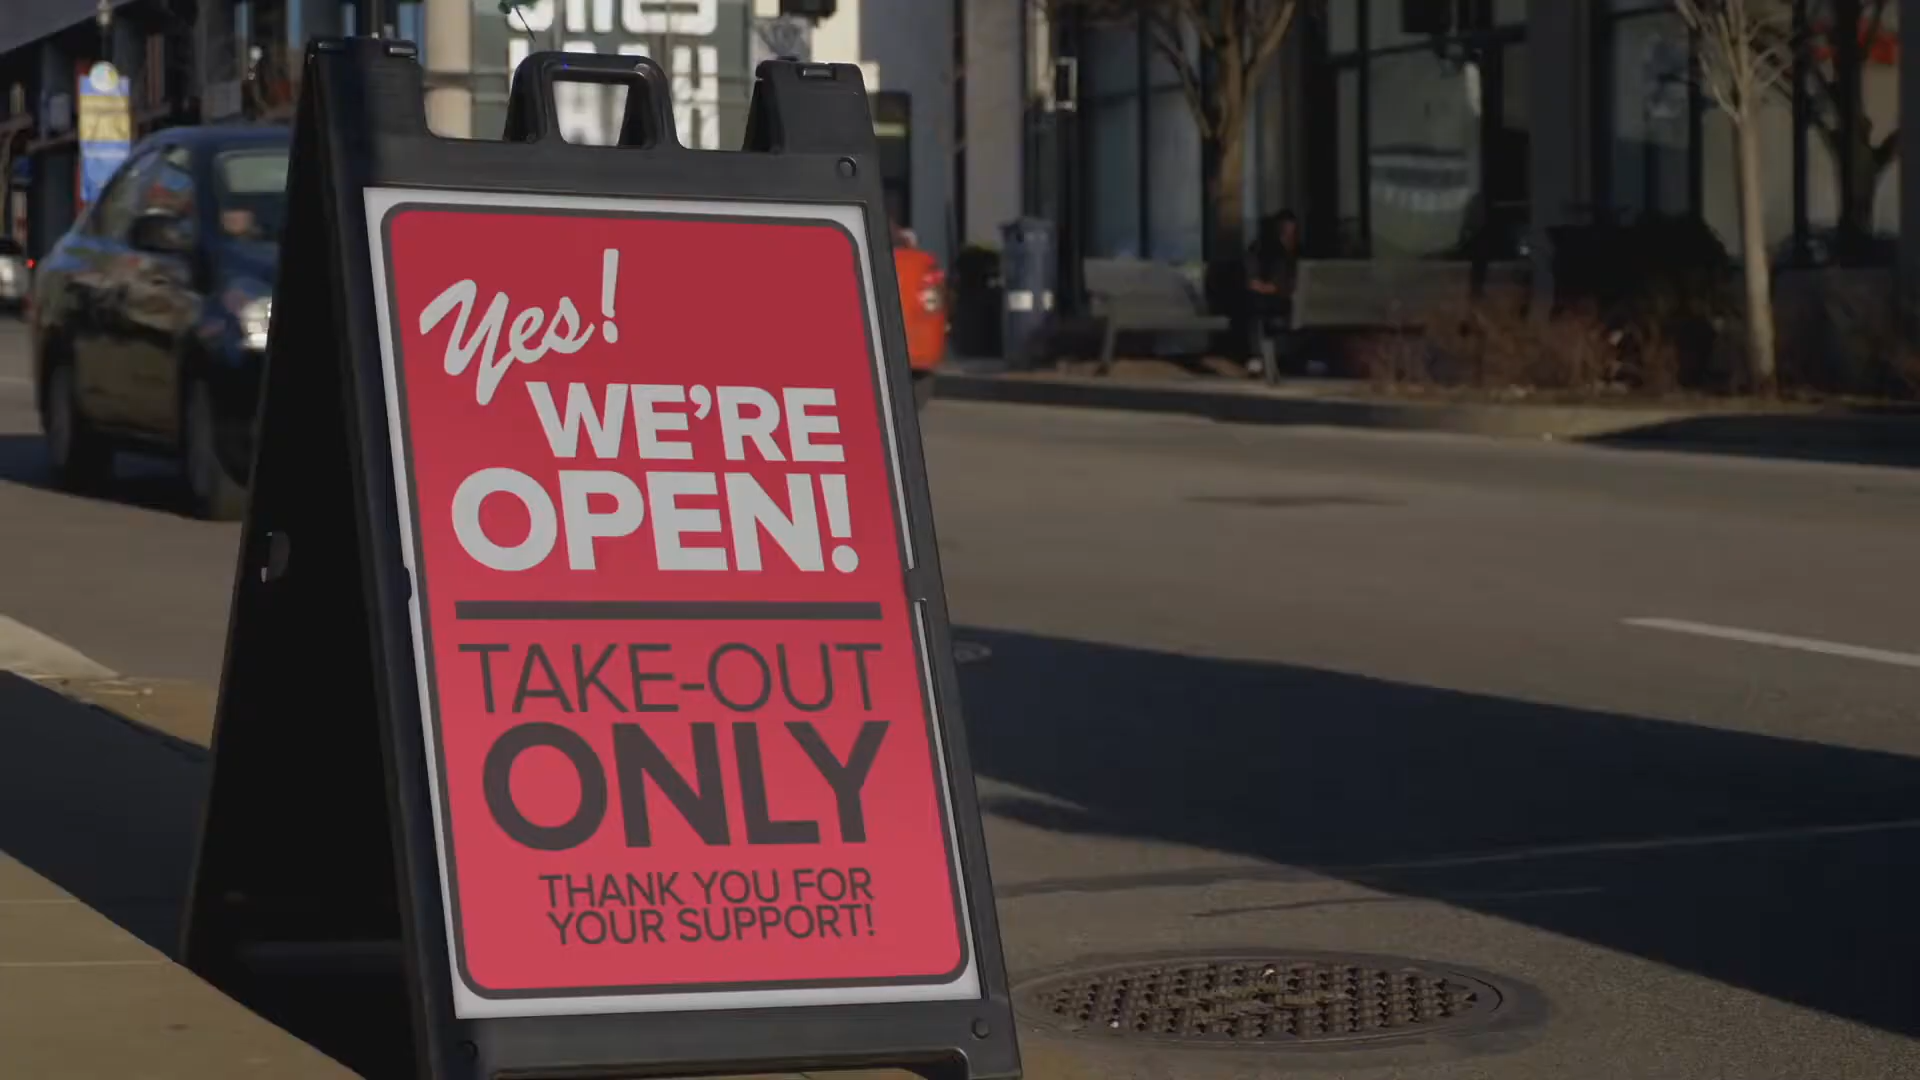 Yes!
WE'RE
OPEN!
TAKE-OUT
ONLY
THANK YOU FOR
YOUR SUPPORT!